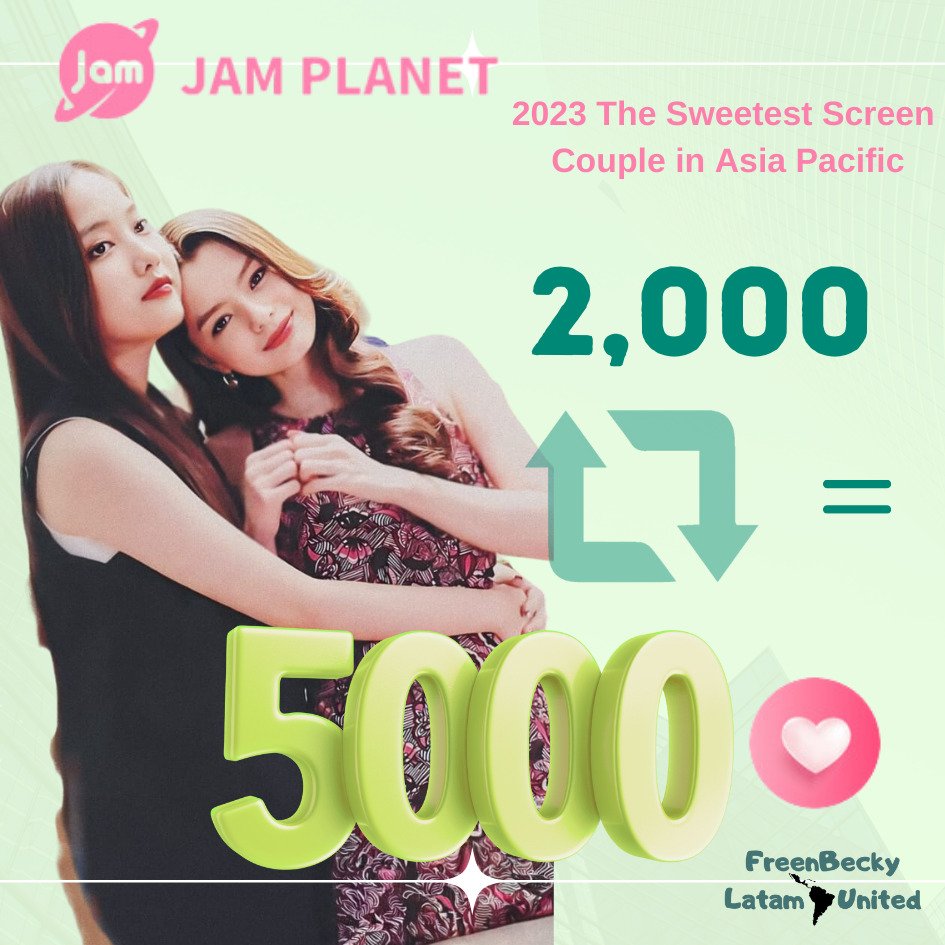 jam
JAM PLANET
2023 The Sweetest Screen
Couple in Asia Pacific
2,000
=
5000
FreenBecky
Latam United